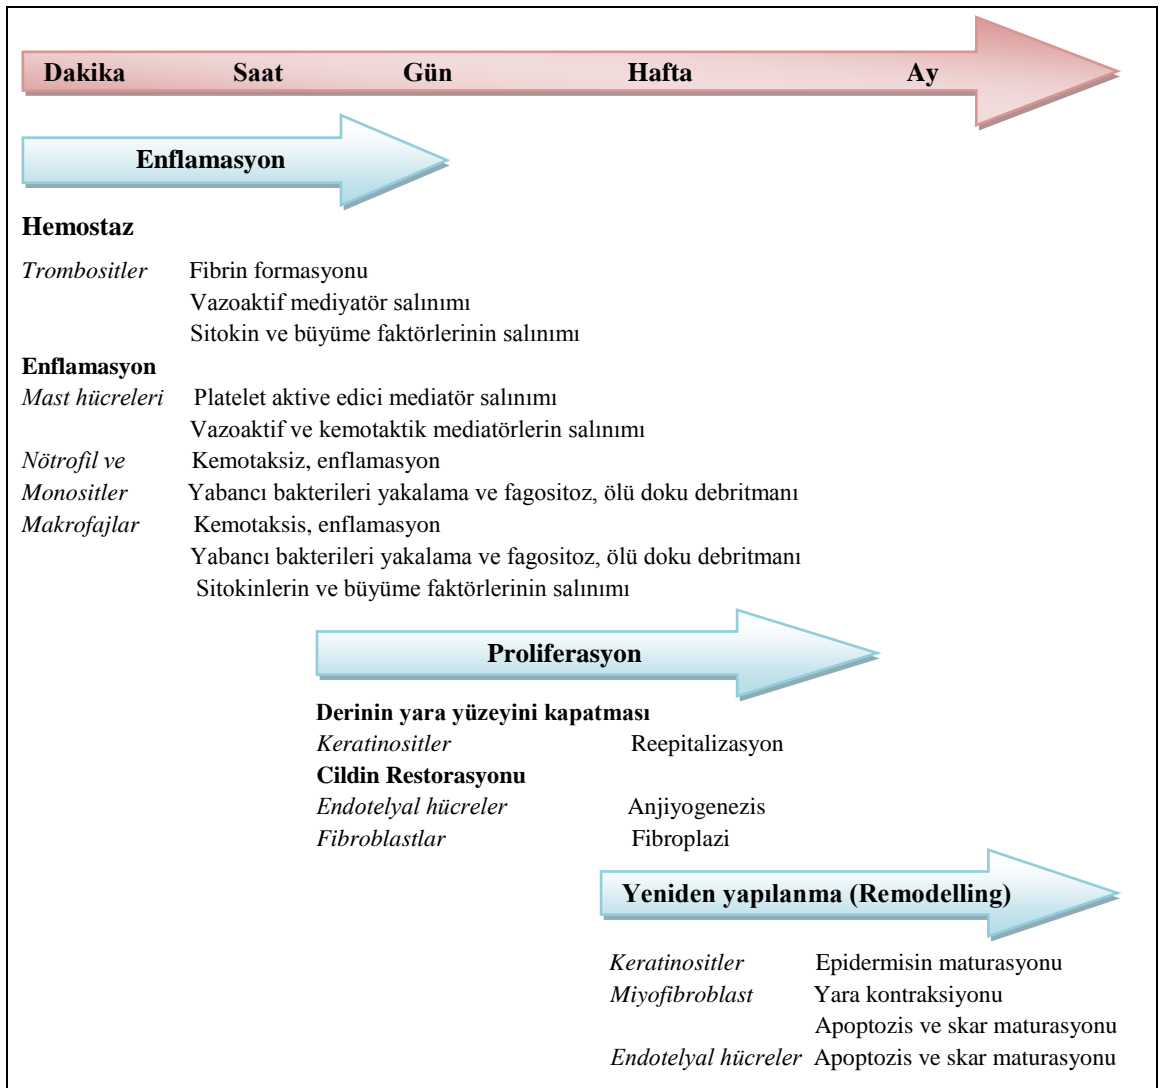 Dakika Saat Gün Hafta Ay
Enflamasyon
Hemostaz
Trombositler Fibrin formasyonu
Vazoaktif mediyatör salınımı
Sitokin ve büyüme faktörlerinin salınımı
Enflamasyon
Mast hücreleri Platelet aktive edici mediatör salınımı
Vazoaktif ve kemotaktik mediatörlerin salınımı
Nötrofil ve Kemotaksiz, enflamasyon
Monositler Yabancı bakterileri yakalama ve fagositoz, ölü doku debritmanı
Makrofajlar Kemotaksis, enflamasyon
Yabancı bakterileri yakalama ve fagositoz, ölü doku debritmanı
Sitokinlerin ve büyüme faktörlerinin salınımı
Proliferasyon
Derinin yara yüzeyini kapatması
Keratinositler Reepitalizasyon
Cildin Restorasyonu
Endotelyal hücreler Anjiyogenezis
Fibroblastlar Fibroplazi
Yeniden yapılanma (Remodelling)
Keratinositler Epidermisin maturasyonu
Miyofibroblast Yara kontraksiyonu
Apoptozis ve skar maturasyonu
Endotelyal hücreler Apoptozis ve skar maturasyonu